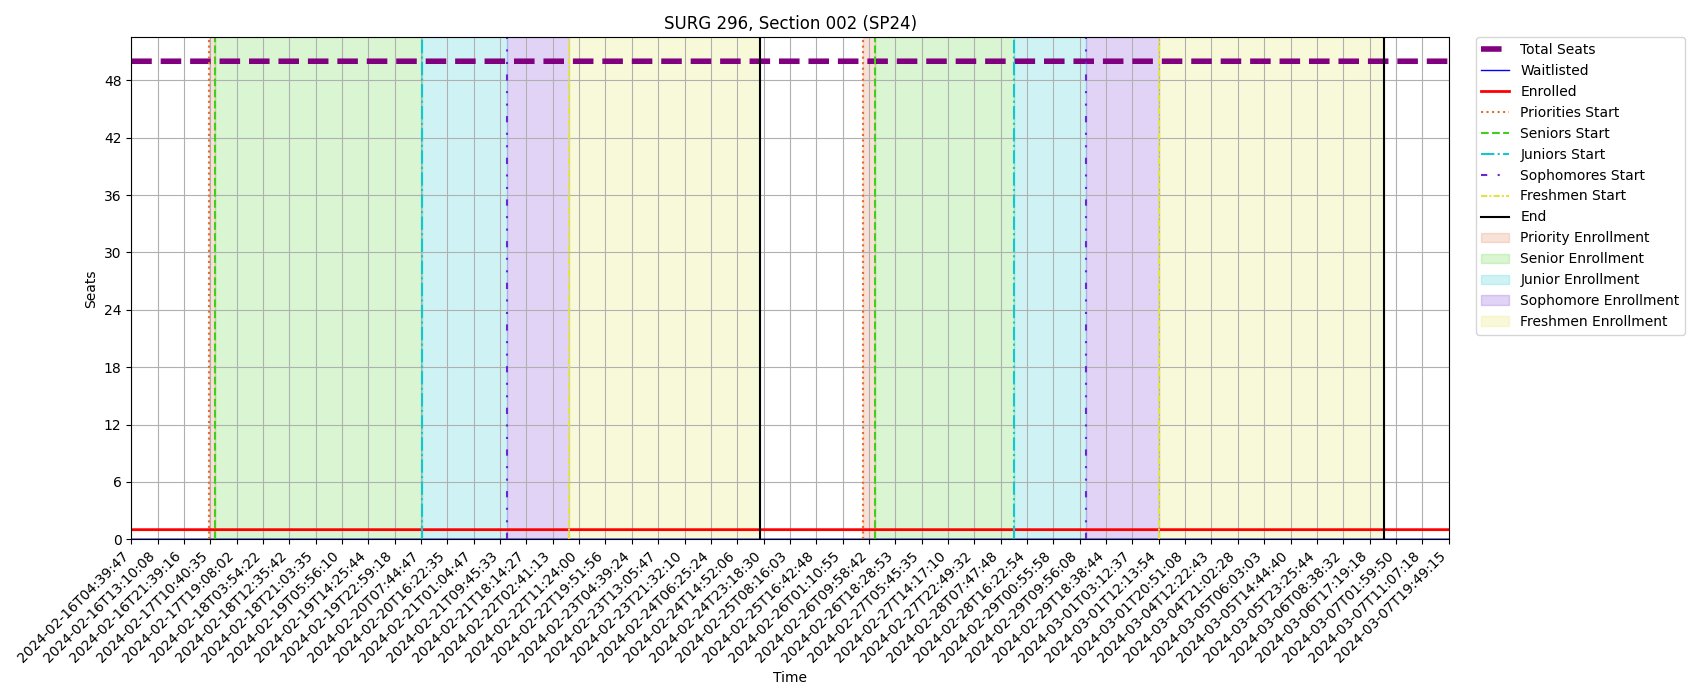 SURG 296, Section 002 (SP24)
Seats
48
42
36
30
24
18
12
6
0
2024-02-16T04:39:47
2024-02-16T13:10:08
2024-02-16T21:39:16
2024-02-17T10:40:35
2024-02-17T19:08:02
2024-02-18T03:54:22
2024-02-18T12:35:42
2024-02-18T21:03:35
2024-02-19T05:56:10
2024-02-19T14:25:44
2024-02-19T22:59:18
2024-02-20T07:44:47
2024-02-20T16:22:35
2024-02-21T01:04:47
2024-02-21T09:45:33
2024-02-21T18:14:27
2024-02-22T02:41:13
2024-02-22T11:24:00
2024-02-22T19:51:56
2024-02-23T04:39:24
2024-02-23T13:05:47
2024-02-23T21:32:10
2024-02-24T06:25:24
2024-02-24T14:52:06
2024-02-24T23:18:30
2024-02-25T08:16:03
2024-02-25T16:42:48
2024-02-26T01:10:55
2024-02-26T09:58:42
2024-02-26T18:28:53
2024-02-27T05:45:35
2024-02-27T14:17:10
2024-02-27T22:49:32
2024-02-28T07:47:48
2024-02-28T16:22:54
2024-02-29T00:55:58
2024-02-29T09:56:08
2024-02-29T18:38:44
2024-03-01T03:12:37
2024-03-01T12:13:54
2024-03-01T20:51:08
2024-03-04T12:22:43
2024-03-04T21:02:28
2024-03-05T06:03:03
2024-03-05T14:44:40
2024-03-05T23:25:44
2024-03-06T08:38:32
2024-03-06T17:19:18
2024-03-07T01:59:50
2024-03-07T11:07:18
2024-03-07T19:49:15
Time
Total Seats
Waitlisted
Enrolled
Priorities Start
Seniors Start
Juniors Start
Sophomores Start
Freshmen Start
End
Priority Enrollment
Senior Enrollment
Junior Enrollment
Sophomore Enrollment
Freshmen Enrollment